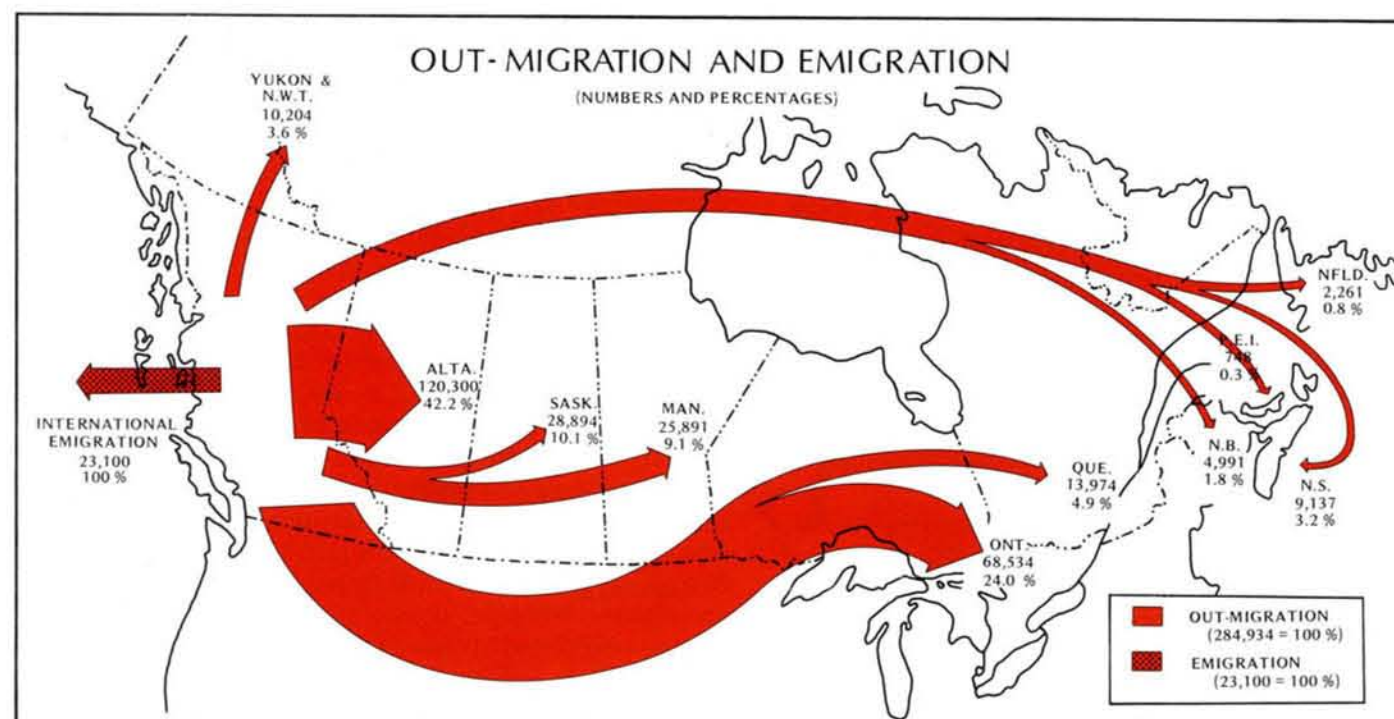 OUT-MIGRATION AND EMIGRATION
(NUMBERS AND PERCENTAGES)
YUKON &
N.W.T.
10,204
3.6 %
NFLD.
2,261
0.8 %
P.E.I.
748
0.3 %
ALTA.
120,300
42.2 %
SASK.
28,894
10.1 %
MAN.
25,891
9.1 %
INTERNATIONAL
EMIGRATION
23,100
100 %
N.B.
4,991
1.8 %
QUE.
13,974
4.9 %
N.S.
9,137
3.2 %
ONT.
68,534
24.0 %
OUT-MIGRATION
(284,934 = 100 %)
EMIGRATION
(23,100 = 100 %)